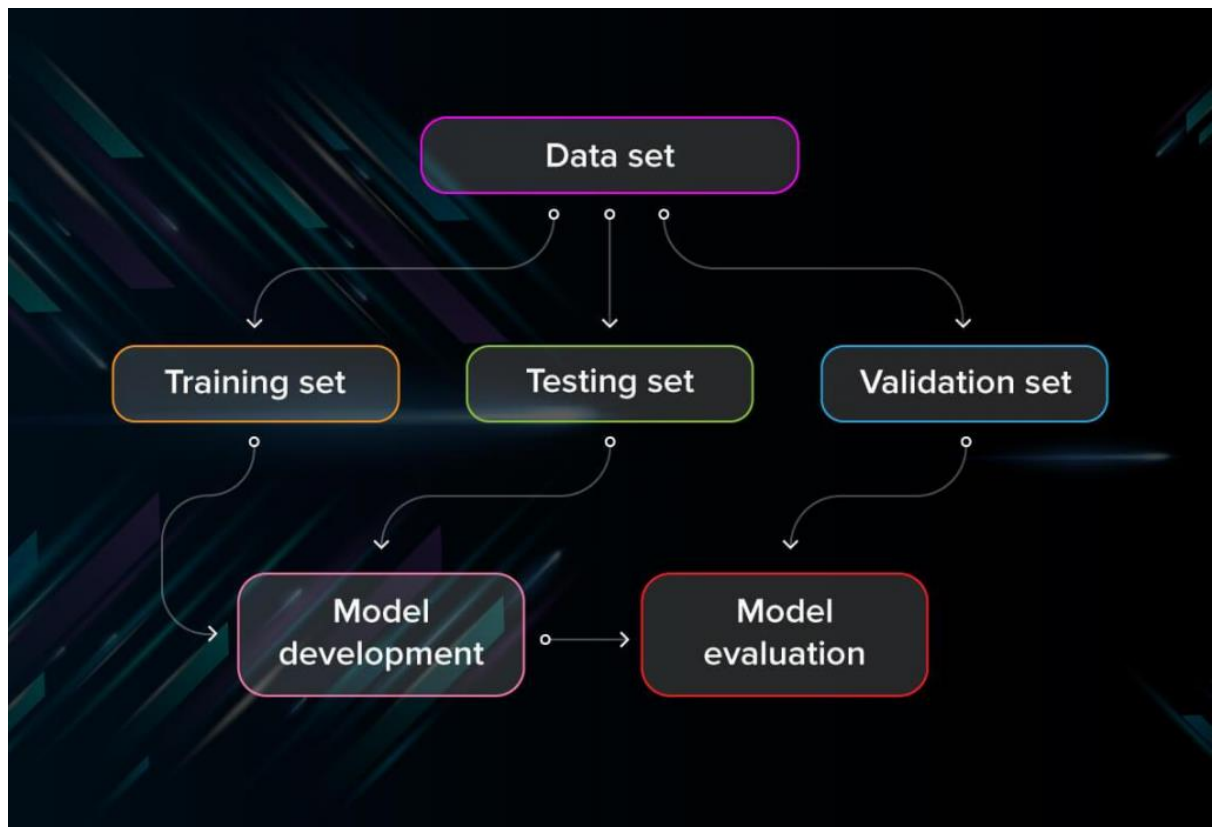 Data set
Training set
Testing set
Validation set
Model
development
Model
evaluation